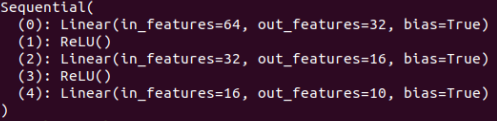 Sequential(
  (0): Linear(in_features=64, out_features=32, bias=True)
  (1): ReLU()
  (2): Linear(in_features=32, out_features=16, bias=True)
  (3): ReLU()
  (4): Linear(in_features=16, out_features=10, bias=True)
)